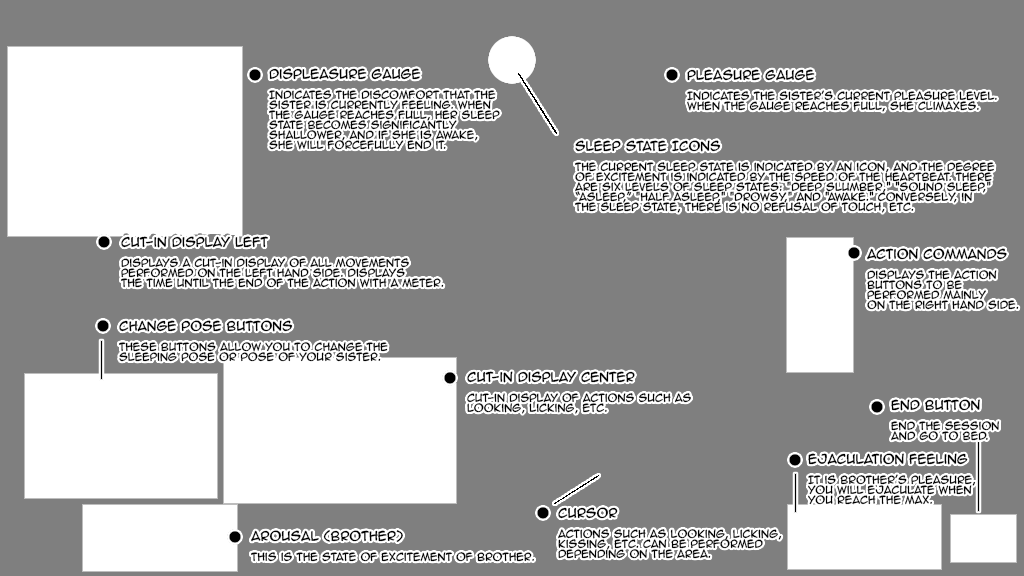 DISPLEASURE GAUGE
INDICATES THE DISCOMFORT THAT THE
SISTER IS CURRENTLY FEELING. WHEN
THE GAUGE REACHES FULL, HER SLEEP
STATE BECOMES SIGNIFICANTLY
SHALLOWER, AND IF SHE IS AWAKE,
SHE WILL FORCEFULLY END IT.
PLEASURE GAUGE
INDICATES THE SISTER'S CURRENT PLEASURE LEVEL.
WHEN THE GAUGE REACHES FULL, SHE CLIMAXES.
SLEEP STATE ICONS
THE CURRENT SLEEP STATE IS INDICATED BY AN ICON, AND THE DEGREE
OF EXCITEMENT IS INDICATED BY THE SPEED OF THE HEARTBEAT. THERE
ARE SIX LEVELS OF SLEEP STATES: "DEEP SLUMBER," "SOUND SLEEP,"
"ASLEEP," "HALF ASLEEP," "DROWSY," AND "AWAKE." CONVERSELY, IN
THE SLEEP STATE, THERE IS NO REFUSAL OF TOUCH, ETC.
CUT-IN DISPLAY LEFT
DISPLAYS A CUT-IN DISPLAY OF ALL MOVEMENTS
PERFORMED ON THE LEFT HAND SIDE. DISPLAYS
THE TIME UNTIL THE END OF THE ACTION WITH A METER.
ACTION COMMANDS
DISPLAYS THE ACTION
BUTTONS TO BE
PERFORMED MAINLY
ON THE RIGHT HAND SIDE.
CHANGE POSE BUTTONS
THESE BUTTONS ALLOW YOU TO CHANGE THE
SLEEPING POSE OR POSE OF YOUR SISTER.
CUT-IN DISPLAY CENTER
CUT-IN DISPLAY OF ACTIONS SUCH AS
LOOKING, LICKING, ETC.
END BUTTON
END THE SESSION
AND GO TO BED.
EJACULATION FEELING
IT IS BROTHER'S PLEASURE,
YOU WILL EJACULATE WHEN
YOU REACH THE MAX.
AROUSAL (BROTHER)
THIS IS THE STATE OF EXCITEMENT OF BROTHER.
CURSOR
ACTIONS SUCH AS LOOKING, LICKING,
KISSING, ETC. CAN BE PERFORMED
DEPENDING ON THE AREA.